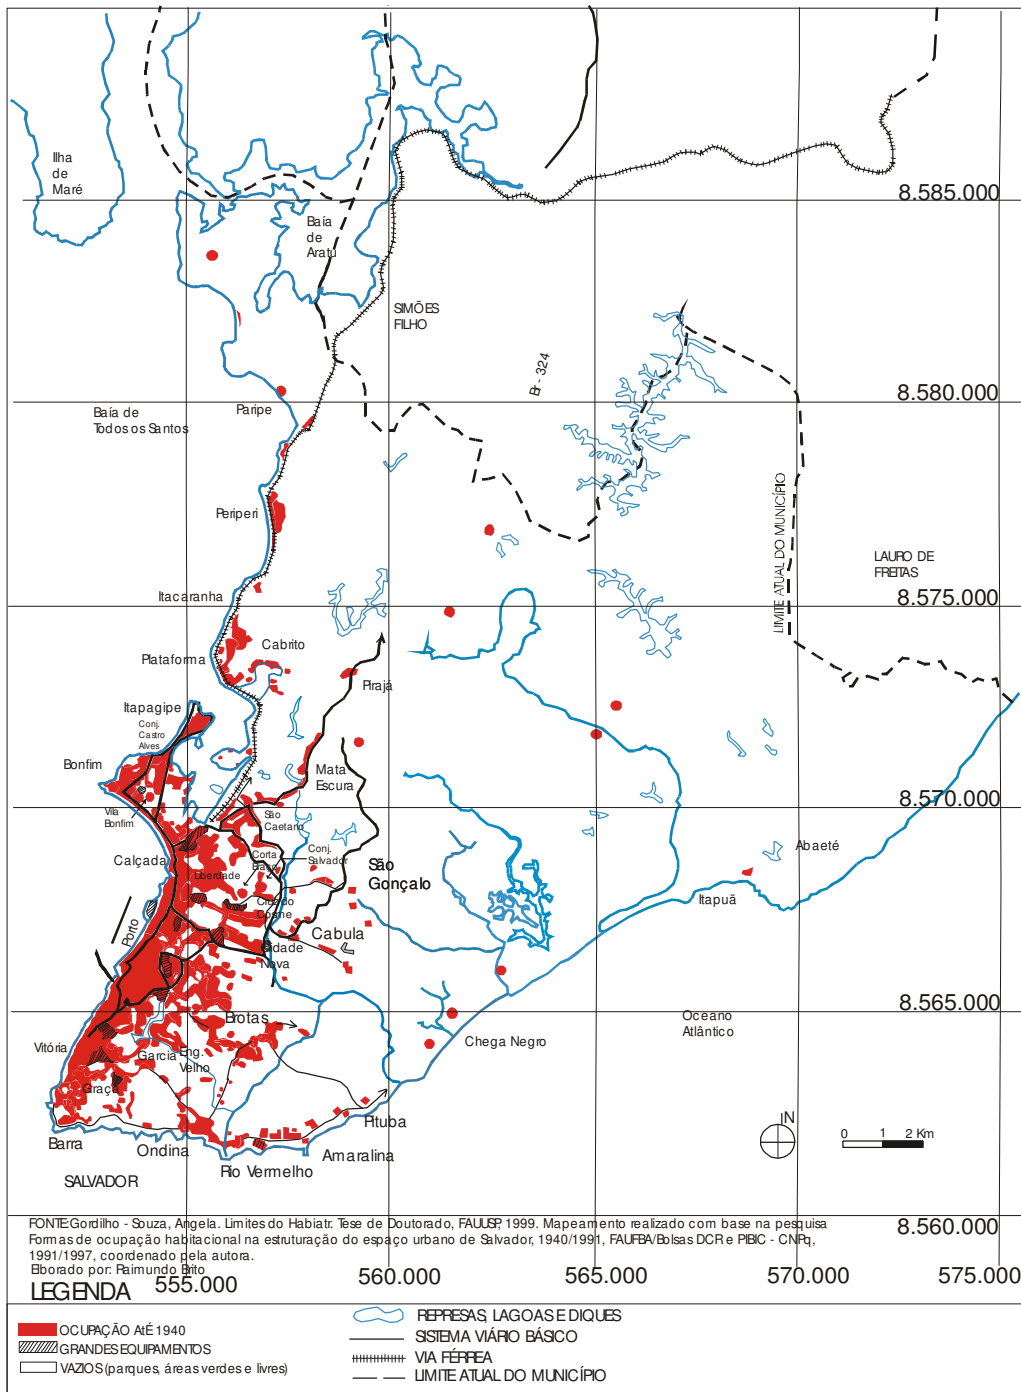 Ilha
de
Maré
8.585.000
Baía
de
Aratu
SIMÕES
FILHO
Br - 324
8.580.000
Paripe
Baía de
Todos os Santos
LIMITE ATUAL DO MUNICÍPIO
Periperi
LAURO DE
FREITAS
Itacaranha
8.575.000
Cabrito
Plataforma
Pirajá
Itapagipe
Conj.
Castro
Alves
Bonfim
Mata
Escura
8.570.000
Vila
Bonfim
São
Caetano
Abaeté
Calçada
Corta
Braço
Conj.
Salvador
São
Gonçalo
Liberdade
Itapuã
Cosme
Porto
Cabula
Cidade
Nova
8.565.000
Brotas
Oceano
Atlântico
Vitória
Garcia
Eng.
Velho
Chega Negro
Graça
Pituba
IN
Barra
Ondina
Amaralina
0 1 2 Km
Rio Vermelho
SALVADOR
FONTE:Gordilho - Souza, Angela. Limites do Habiatr. Tese de Doutorado, FAUUSP, 1999. Mapeamento realizado com base na pesquisa
Formas de ocupação habitacional na estruturação do espaço urbano de Salvador, 1940/1991, FAUFBA/Bolsas DCR e PIBIC - CNPq,
1991/1997, coordenado pela autora.
Elborado por: Raimundo Brito
8.560.000
555.000 560.000 565.000 570.000 575.000
LEGENDA
OCUPAÇÃO AtÉ 1940
GRANDES EQUIPAMENTOS
VAZIOS (parques, áreas verdes e livres)
REPRESAS, LAGOAS E DIQUES
SISTEMA VIÁRIO BÁSICO
VIA FÉRREA
LIMITE ATUAL DO MUNICÍPIO